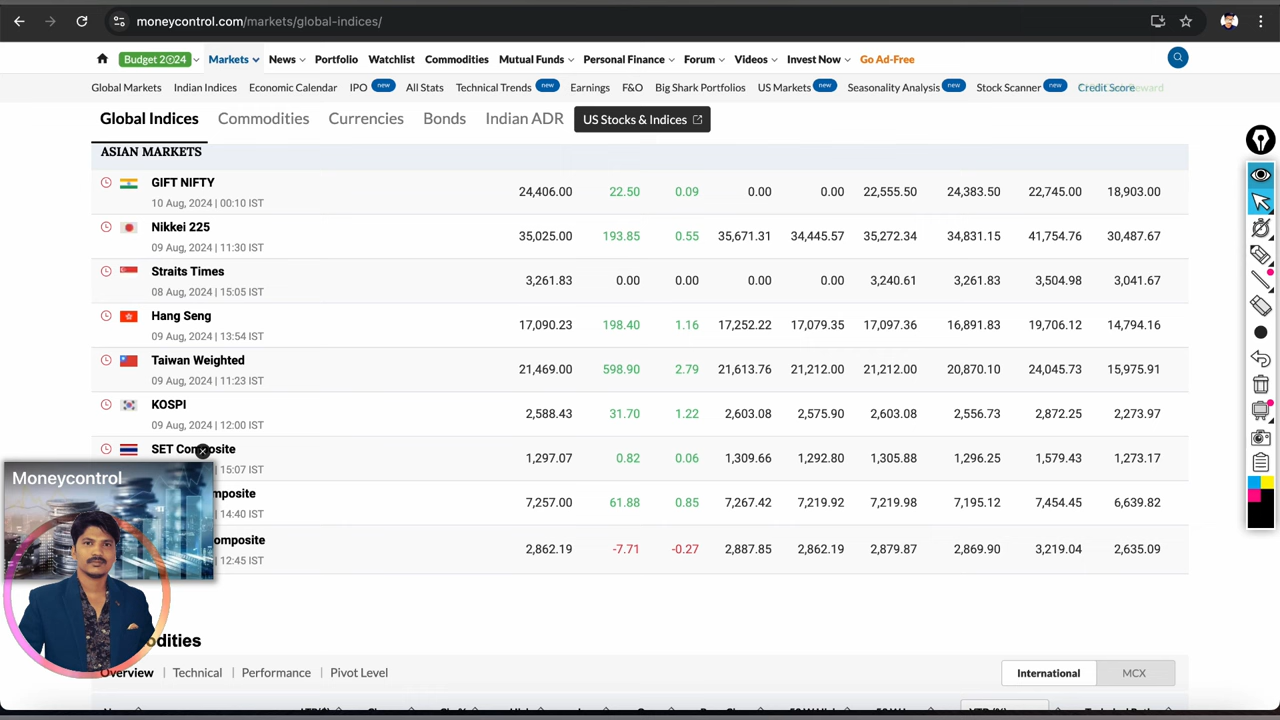 moneycontrol.com/markets/global-indices/
Budget 2024 Markets News Portfolio Watchlist Commodities Mutual Funds Personal Finance Forum Videos Invest Now Go Ad-Free
Global Markets Indian Indices Economic Calendar IPO new All Stats Technical Trends new Earnings F&O Big Shark Portfolios US Markets new Seasonality Analysis new Stock Scanner new Credit Score
Global Indices Commodities Currencies Bonds Indian ADR US Stocks & Indices
ASIAN MARKETS
GIFT NIFTY 24,406.00 22.50 0.09 0.00 0.00 22,555.50 24,383.50 22,745.00 18,903.00
10 Aug, 2024 | 00:10 IST
Nikkei 225 35,025.00 193.85 0.55 35,671.31 34,445.57 35,272.34 34,831.15 41,754.76 30,487.67
09 Aug, 2024 | 11:30 IST
Straits Times 3,261.83 0.00 0.00 0.00 0.00 3,240.61 3,261.83 3,504.98 3,041.67
08 Aug, 2024 | 15:05 IST
Hang Seng 17,090.23 198.40 1.16 17,252.22 17,079.35 17,097.26 16,891.83 19,706.12 14,794.16
09 Aug, 2024 | 13:54 IST
Taiwan Weighted 21,469.00 598.90 2.79 21,613.76 21,212.00 21,212.00 20,870.10 24,045.73 15,975.91
09 Aug, 2024 | 11:23 IST
KOSPI 2,588.43 31.70 1.22 2,603.08 2,575.90 2,603.08 2,556.73 2,872.25 2,273.97
09 Aug, 2024 | 12:00 IST
SET Composite 1,297.07 0.82 0.06 1,309.66 1,292.80 1,305.88 1,296.25 1,579.43 1,273.17
| 15:07 IST
Moneycontrol
mposite 7,257.00 61.88 0.85 7,267.42 7,219.92 7,219.98 7,195.12 7,454.45 6,639.82
| 14:40 IST
omposite 2,862.19 -7.71 -0.27 2,887.85 2,862.19 2,879.87 2,869.90 3,219.04 2,635.09
| 12:45 IST
odities
Overview | Technical | Performance | Pivot Level International MCX